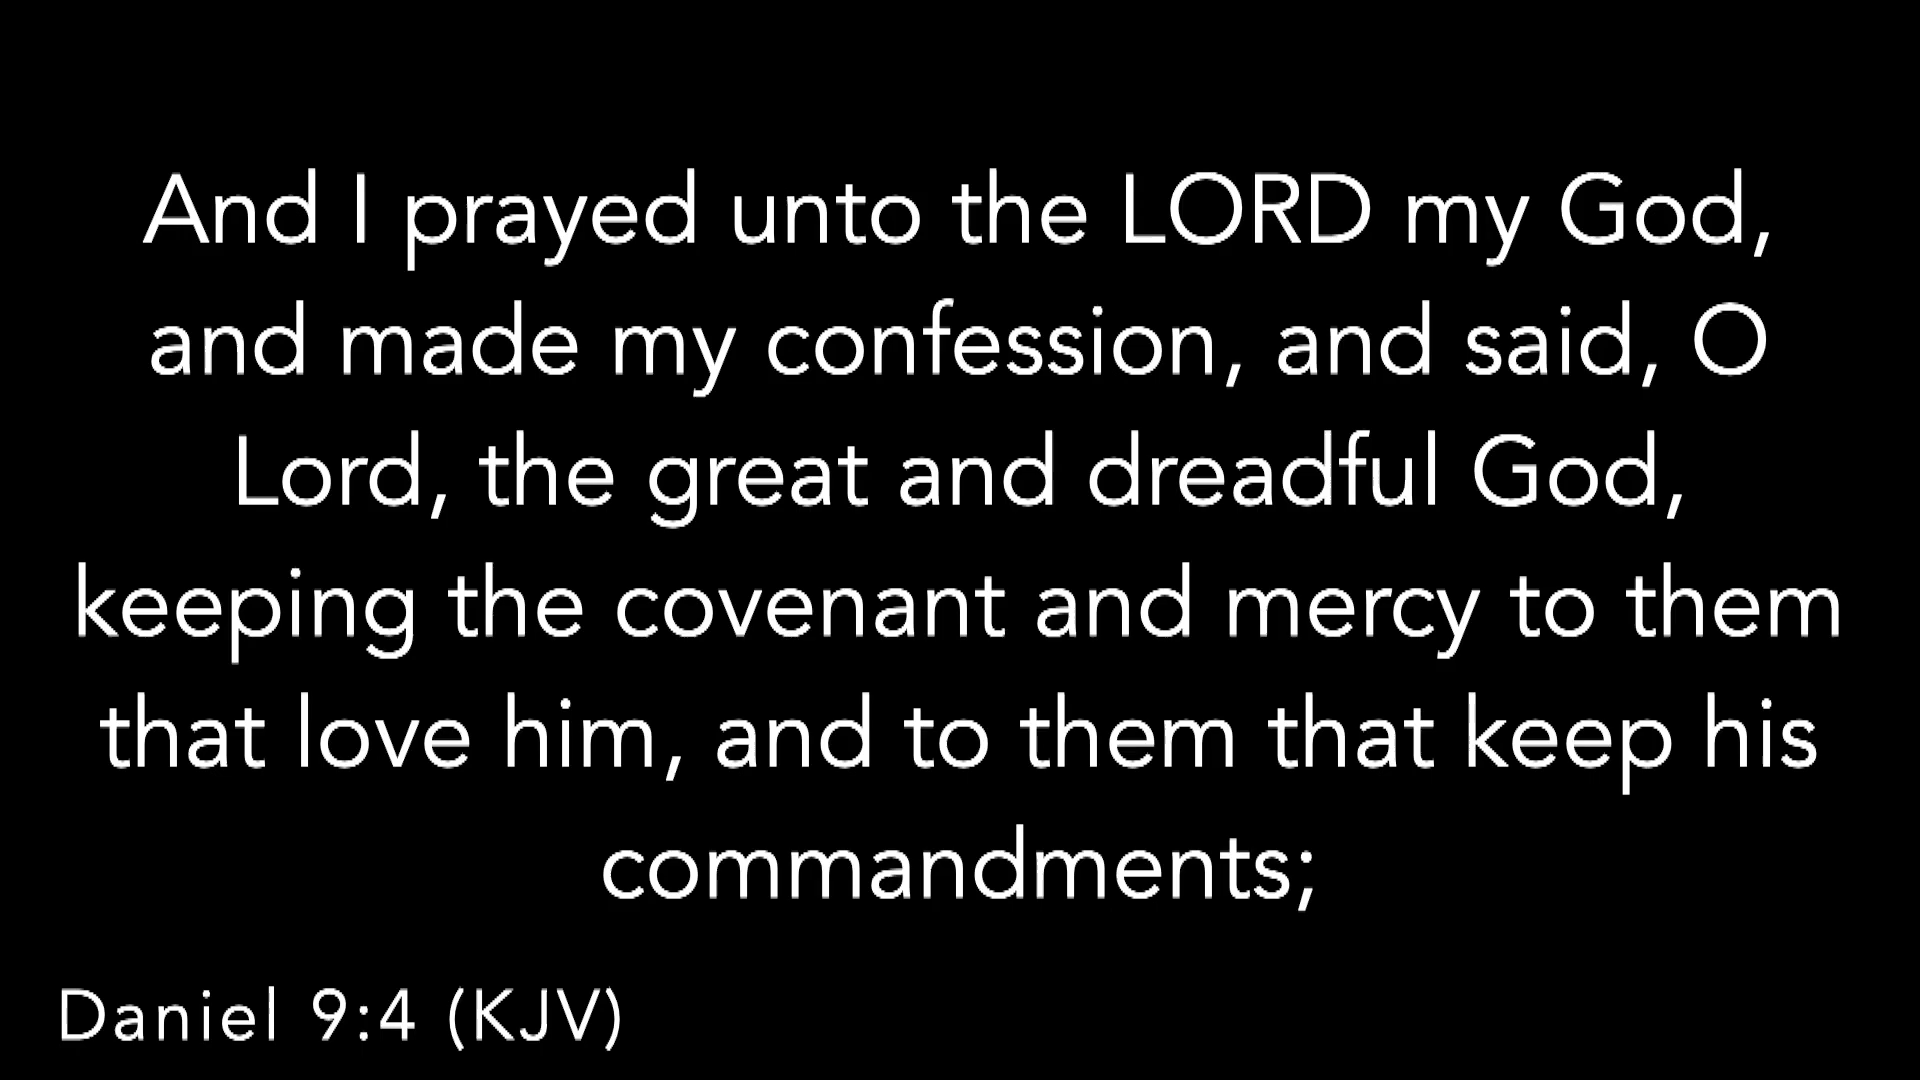 And I prayed unto the LORD my God,
and made my confession, and said, O
Lord, the great and dreadful God,
keeping the covenant and mercy to them
that love him, and to them that keep his
commandments;
Daniel 9:4 (KJV)